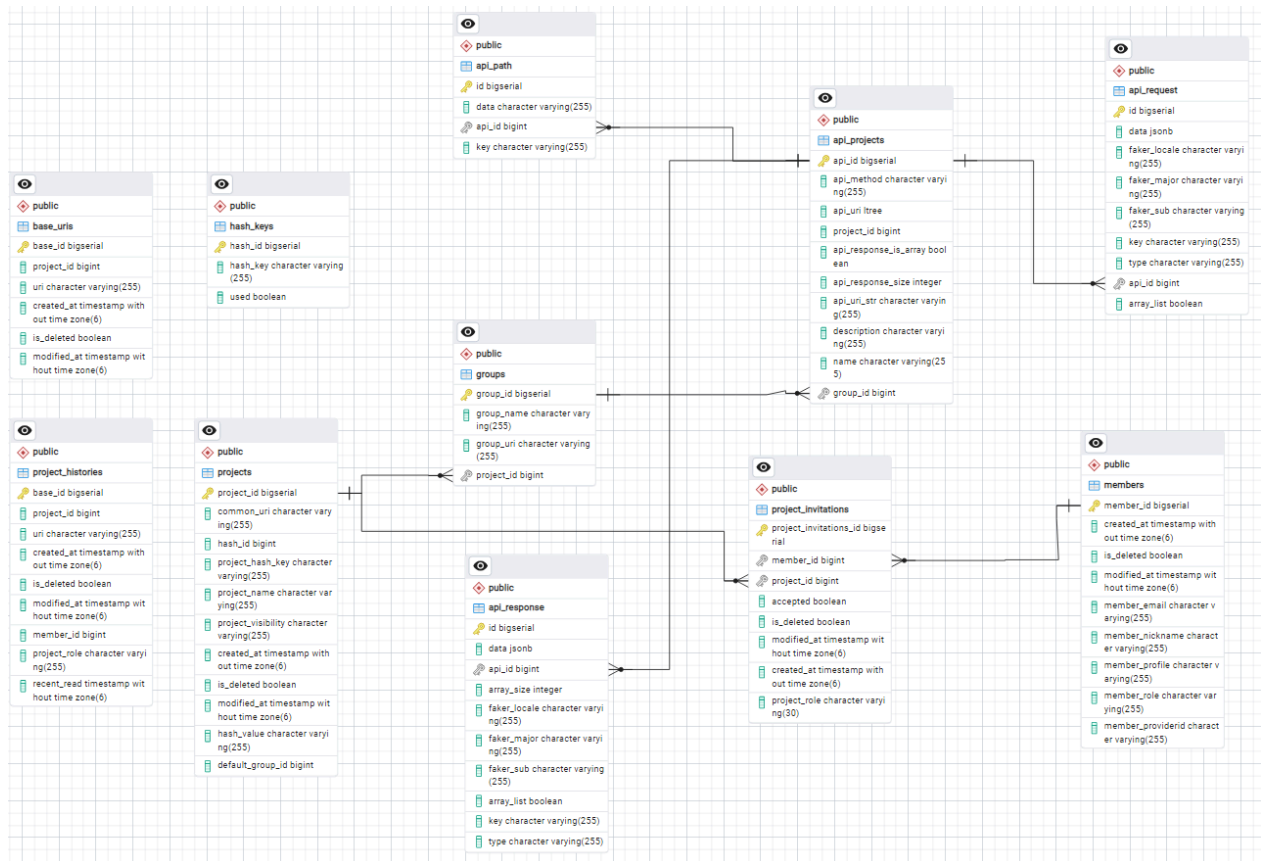 public
api_path
id bigserial
data character varying(255)
api_id bigint
key character varying(255)
public
api_projects
api_id bigserial
api_method character varyi
ng(255)
api_uri ltree
project_id bigint
api_response_is_array bool
ean
api_response_size integer
api_uri_str character varyin
g(255)
description character varyi
ng(255)
name character varying(25
5)
group_id bigint
public
api_request
id bigserial
data jsonb
faker_locale character varyi
ng(255)
faker_major character varyi
ng(255)
faker_sub character varying
(255)
key character varying(255)
type character varying(255)
api_id bigint
array_list boolean
public
base_uris
base_id bigserial
project_id bigint
uri character varying(255)
created_at timestamp with
out time zone(6)
is_deleted boolean
modified_at timestamp wit
hout time zone(6)
public
hash_keys
hash_id bigserial
hash_key character varying
(255)
used boolean
public
groups
group_id bigserial
group_name character vary
ing(255)
group_uri character varying
(255)
project_id bigint
public
project_histories
base_id bigserial
project_id bigint
uri character varying(255)
created_at timestamp with
out time zone(6)
is_deleted boolean
modified_at timestamp wit
hout time zone(6)
member_id bigint
project_role character varyi
ng(255)
recent_read timestamp wit
hout time zone(6)
public
projects
project_id bigserial
common_uri character vary
ing(255)
hash_id bigint
project_hash_key character
varying(255)
project_name character var
ying(255)
project_visibility character
varying(255)
created_at timestamp with
out time zone(6)
is_deleted boolean
modified_at timestamp wit
hout time zone(6)
hash_value character varyi
ng(255)
default_group_id bigint
public
api_response
id bigserial
data jsonb
api_id bigint
array_size integer
faker_locale character varyi
ng(255)
faker_major character varyi
ng(255)
faker_sub character varying
(255)
array_list boolean
key character varying(255)
type character varying(255)
public
project_invitations
project_invitations_id bigse
rial
member_id bigint
project_id bigint
accepted boolean
is_deleted boolean
modified_at timestamp wit
hout time zone(6)
created_at timestamp with
out time zone(6)
project_role character varyi
ng(30)
public
members
member_id bigserial
created_at timestamp with
out time zone(6)
is_deleted boolean
modified_at timestamp wit
hout time zone(6)
member_email character v
arying(255)
member_nickname charact
er varying(255)
member_profile character v
arying(255)
member_role character var
ying(255)
member_providerid charact
er varying(255)